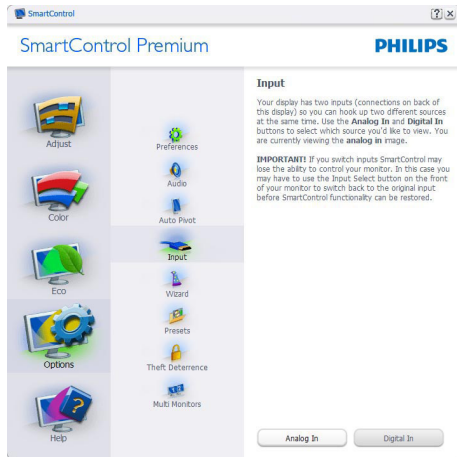 SmartControl
SmartControl Premium
PHILIPS
Adjust
Color
Eco
Options
Help
Preferences
Audio
Auto Pivot
Input
Wizard
Presets
Theft Deterrence
Multi Monitors
Input
Your display has two inputs (connections on back of
this display) so you can hook up two different sources
at the same time. Use the Analog In and Digital In
buttons to select which source you'd like to view. You
are currently viewing the analog in image.
IMPORTANT! If you switch inputs SmartControl may
lose the ability to control your monitor. In this case you
may have to use the Input Select button on the front
of your monitor to switch back to the original input
before SmartControl functionality can be restored.
Analog In
Digital In